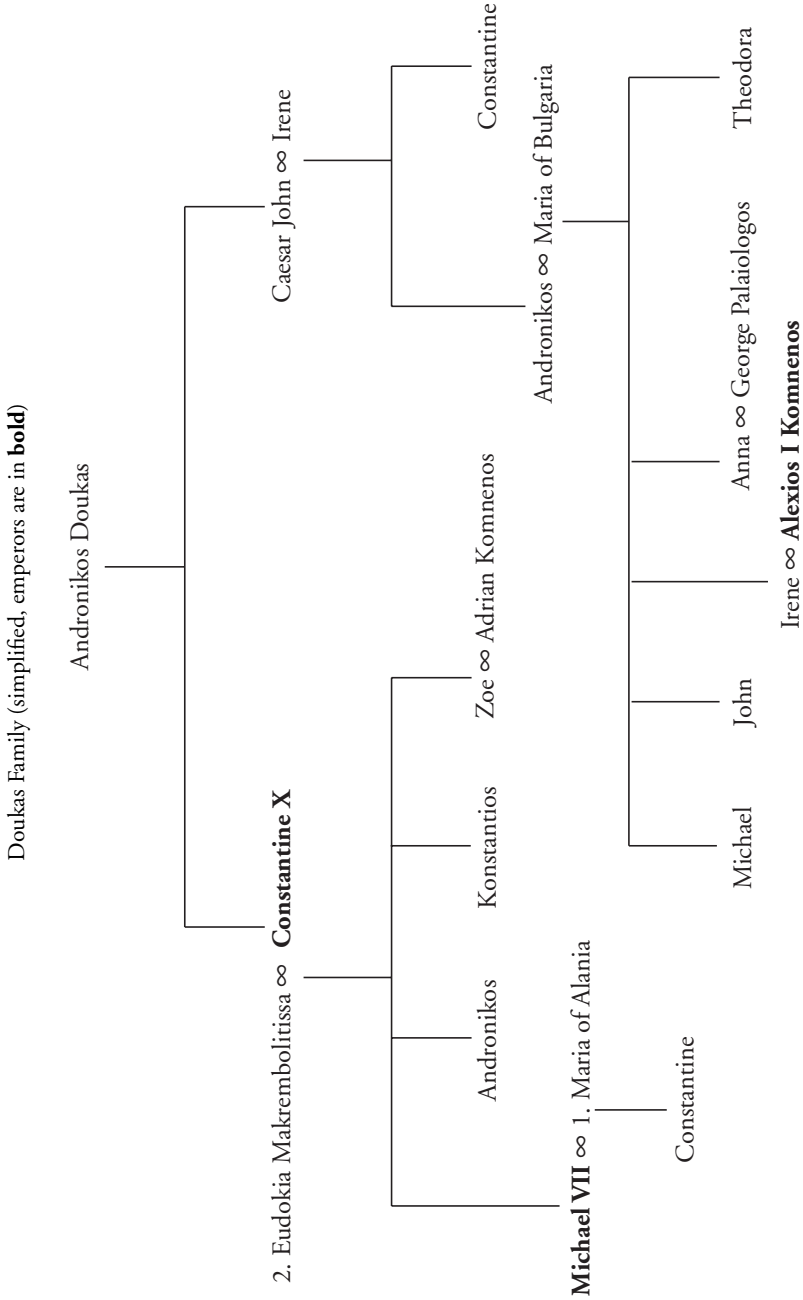 Doukas Family (simplified, emperors are in bold)
Andronikos Doukas
2. Eudokia Makrembolitissa ∞ Constantine X
Caesar John ∞ Irene
Andronikos
Konstantios
Zoe ∞ Adrian Komnenos
Constantine
Michael VII ∞ 1. Maria of Alania
Andronikos ∞ Maria of Bulgaria
Constantine
Michael
John
Anna ∞ George Palaiologos
Theodora
Irene ∞ Alexios I Komnenos